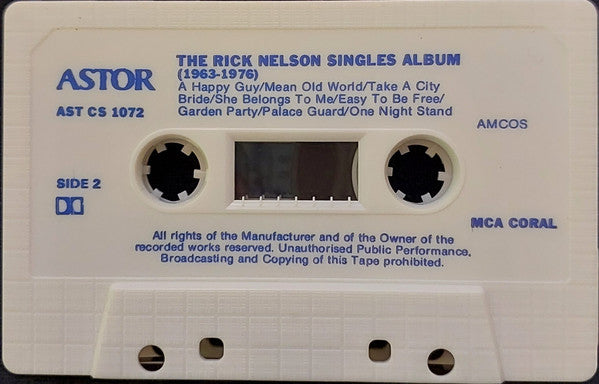 THE RICK NELSON SINGLES ALBUM
(1963-1976)
ASTOR
A Happy Guy/Mean Old World/Take A City
Bride/She Belongs To Me/Easy To Be Free/
AST CS 1072
Garden Party/Palace Guard/One Night Stand
AMCOS
SIDE 2
MCA CORAL
All rights of the Manufacturer and of the Owner of the
recorded works reserved. Unauthorised Public Performance,
Broadcasting and Copying of this Tape prohibited.